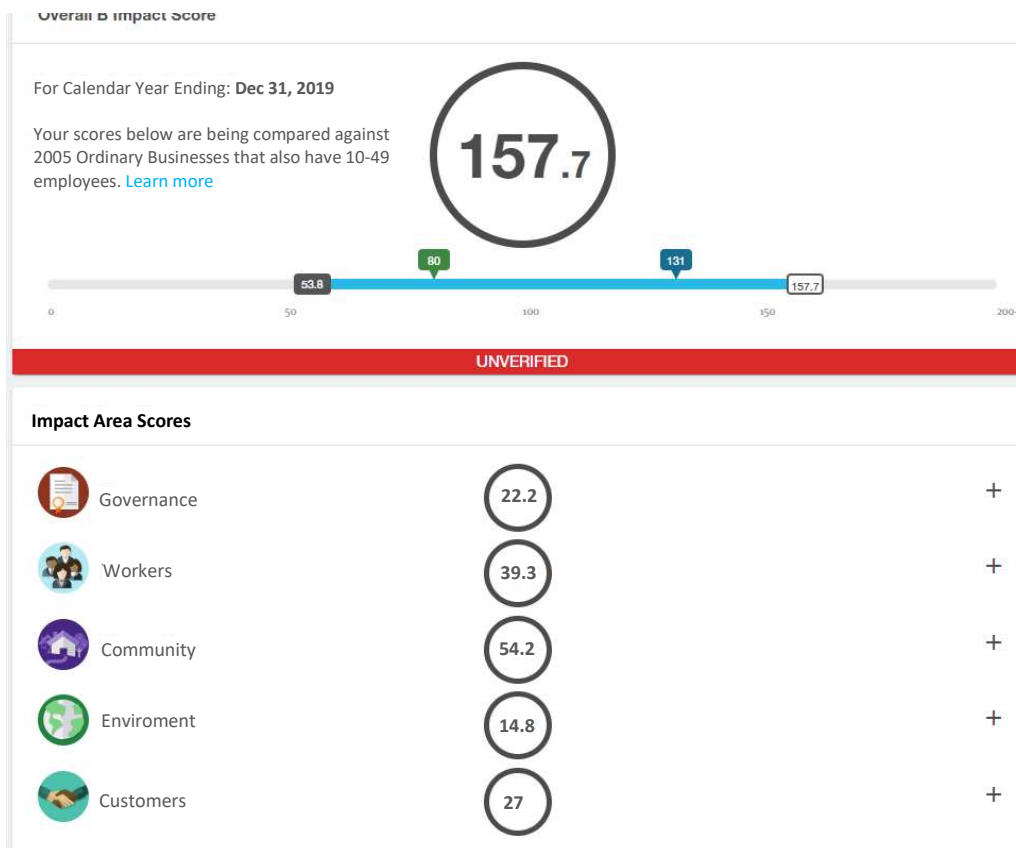 Overall B Impact Score
For Calendar Year Ending: Dec 31, 2019
Your scores below are being compared against
2005 Ordinary Businesses that also have 10-49
employees. Learn more
157.7
80
131
53.8
157.7
0
50
100
150
200+
UNVERIFIED
Impact Area Scores
Governance
22.2
+
Workers
39.3
+
Community
54.2
+
Enviroment
14.8
+
Customers
27
+